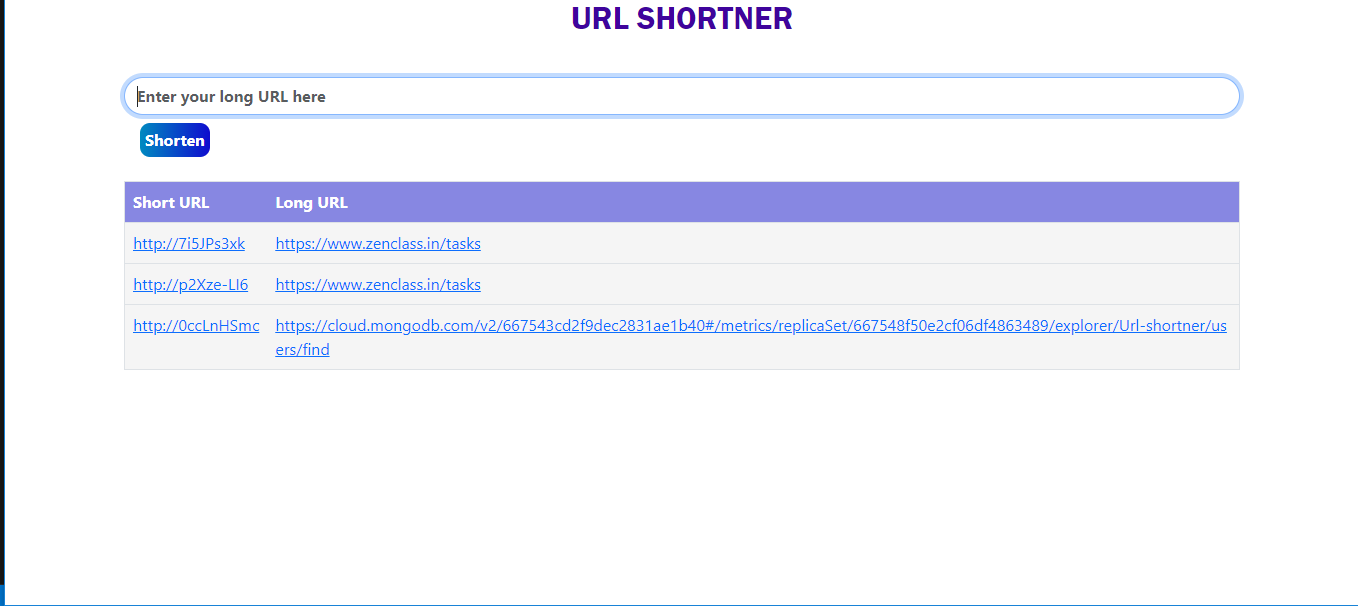 URL SHORTNER
Enter your long URL here
Shorten
Short URL Long URL
http://7i5JPs3xk https://www.zenclass.in/tasks
http://p2Xze-LI6 https://www.zenclass.in/tasks
http://0ccLnHSmc https://cloud.mongodb.com/v2/667543cd2f9dec2831ae1b40#/metrics/replicaSet/667548f50e2cf06df4863489/explorer/Url-shortner/us
ers/find